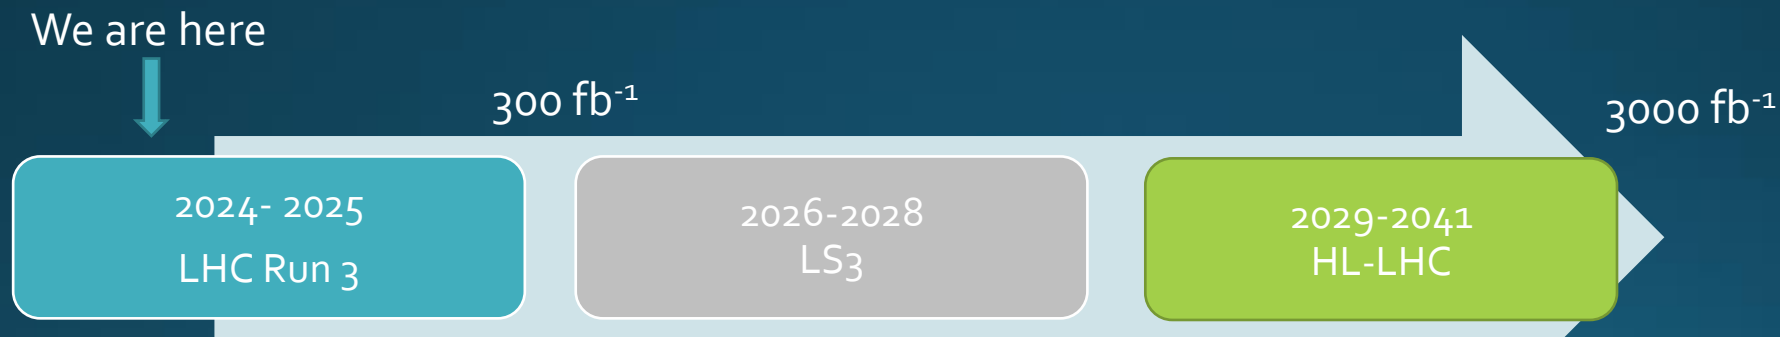 We are here
300 fb⁻¹
3000 fb⁻¹
2024- 2025
LHC Run 3
2026-2028
LS3
2029-2041
HL-LHC